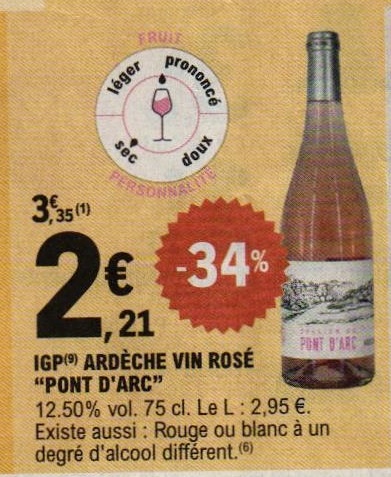 FRUIT
léger prononcé
sec doux
PERSONNALITÉ
3,€35 (1)
2€,21
-34%
PONT D'ARC
IGP(9) ARDÈCHE VIN ROSÉ
“PONT D'ARC”
12.50% vol. 75 cl. Le L : 2,95 €.
Existe aussi : Rouge ou blanc à un
degré d'alcool différent.(6)